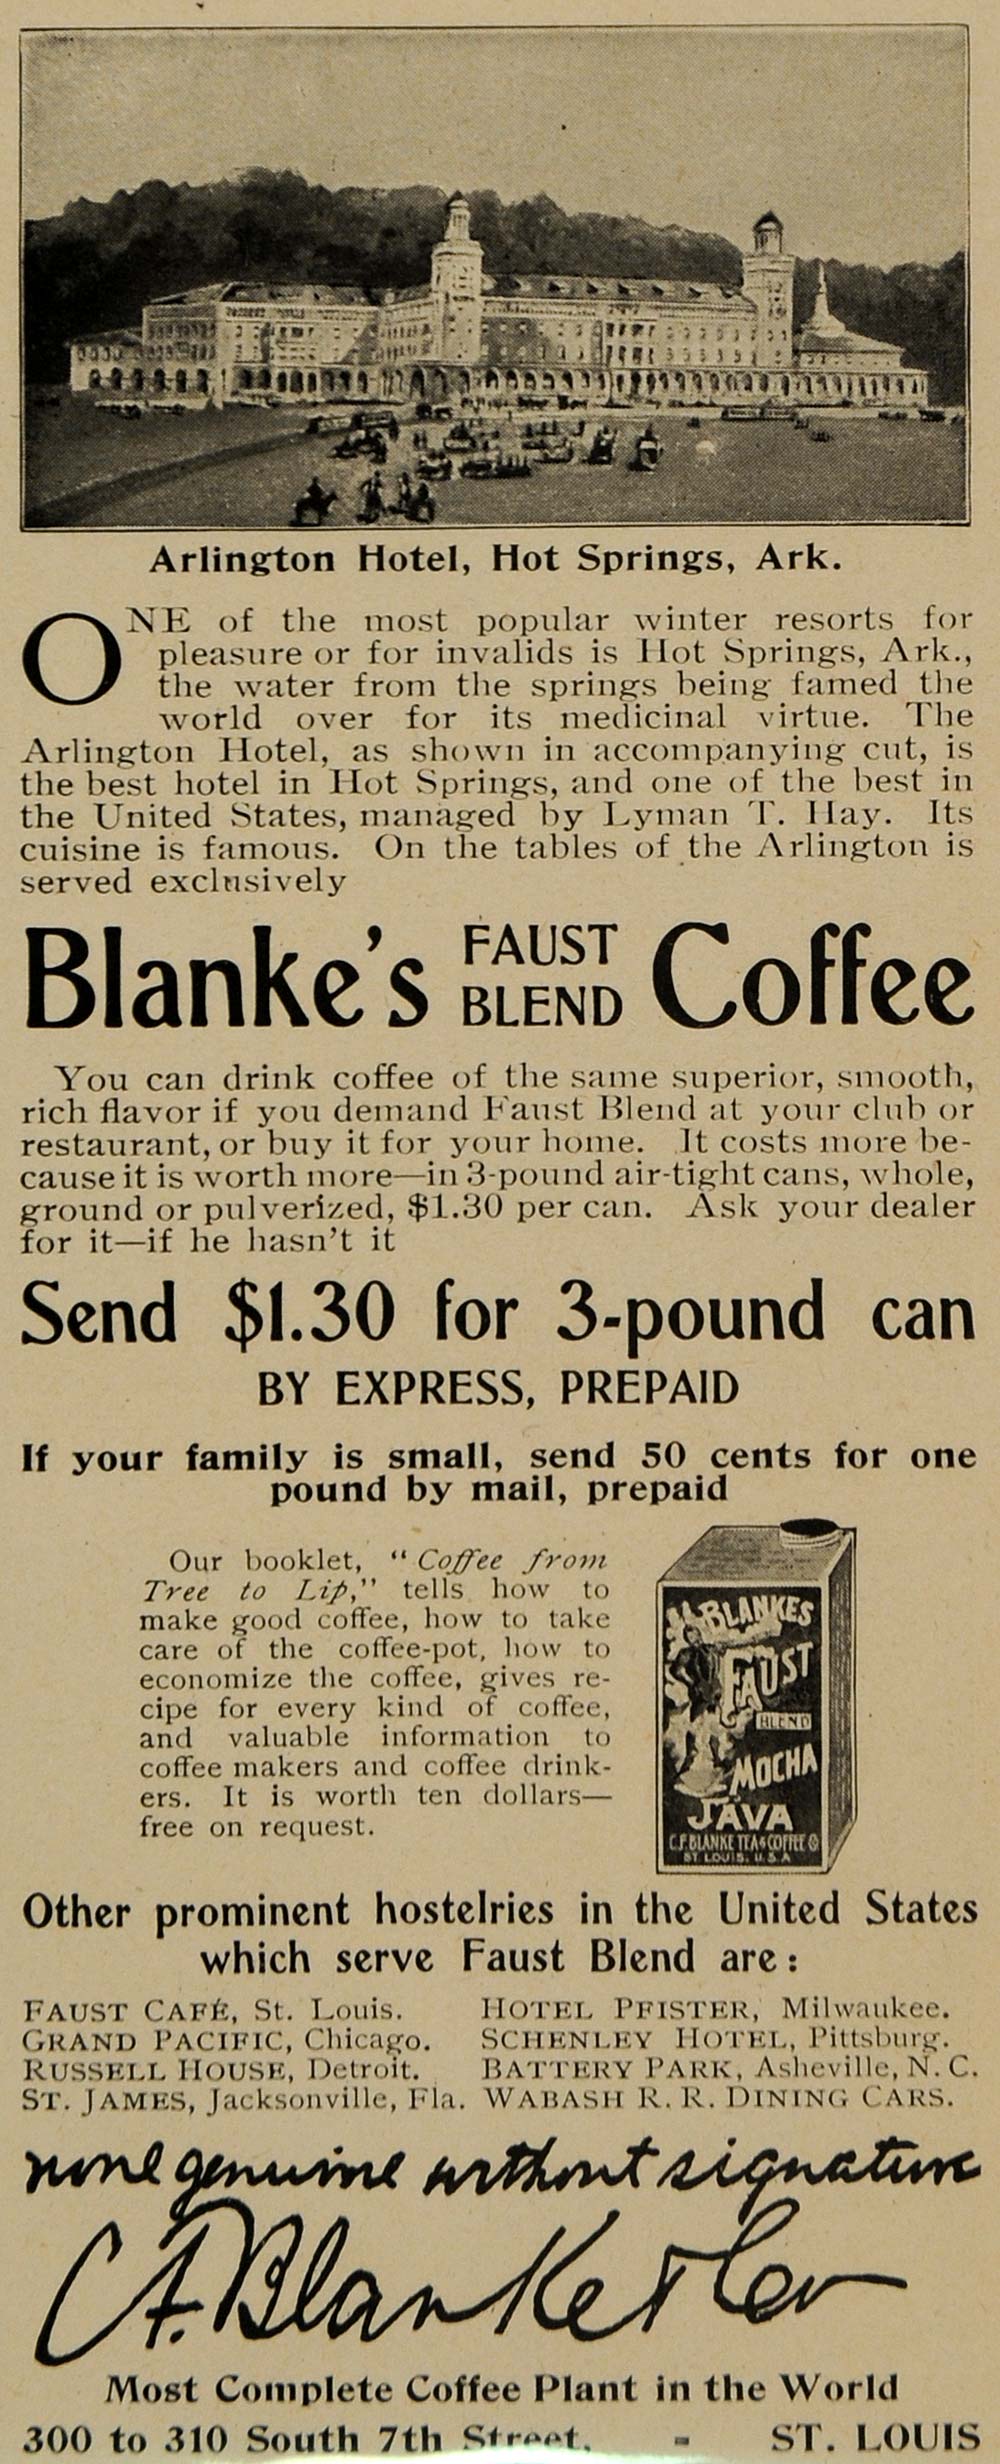 Arlington Hotel, Hot Springs, Ark.
ONE of the most popular winter resorts for
pleasure or for invalids is Hot Springs, Ark.,
the water from the springs being famed the
world over for its medicinal virtue. The
Arlington Hotel, as shown in accompanying cut, is
the best hotel in Hot Springs, and one of the best in
the United States, managed by Lyman T. Hay. Its
cuisine is famous. On the tables of the Arlington is
served exclusively
Blanke's FAUST BLEND Coffee
You can drink coffee of the same superior, smooth,
rich flavor if you demand Faust Blend at your club or
restaurant, or buy it for your home. It costs more be-
cause it is worth more—in 3-pound air-tight cans, whole,
ground or pulverized, $1.30 per can. Ask your dealer
for it—if he hasn't it
Send $1.30 for 3-pound can
BY EXPRESS, PREPAID
If your family is small, send 50 cents for one
pound by mail, prepaid
Our booklet, "Coffee from
Tree to Lip," tells how to
make good coffee, how to take
care of the coffee-pot, how to
economize the coffee, gives re-
cipe for every kind of coffee,
and valuable information to
coffee makers and coffee drink-
ers. It is worth ten dollars—
free on request.
BLANKES
FAUST
BLEND
MOCHA
JAVA
C.F. BLANKE TEA & COFFEE CO
ST. LOUIS. U.S.A
Other prominent hostelries in the United States
which serve Faust Blend are:
FAUST CAFÉ, St. Louis.
GRAND PACIFIC, Chicago.
RUSSELL HOUSE, Detroit.
ST. JAMES, Jacksonville, Fla.
HOTEL PFISTER, Milwaukee.
SCHENLEY HOTEL, Pittsburg.
BATTERY PARK, Asheville, N. C.
WABASH R. R. DINING CARS.
none genuine without signature
C.F. Blanke T & Co
Most Complete Coffee Plant in the World
300 to 310 South 7th Street, - ST. LOUIS